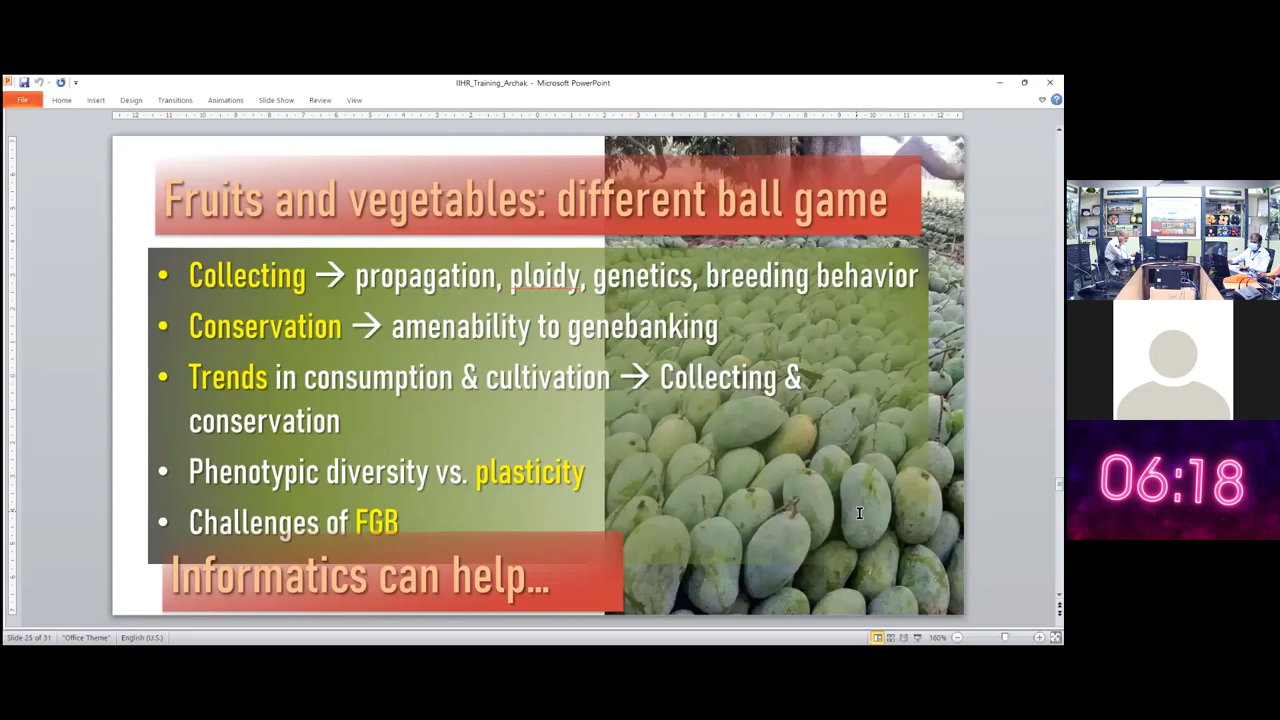 IIHR_Training_Archak - Microsoft PowerPoint
File Home Insert Design Transitions Animations Slide Show Review View
Fruits and vegetables: different ball game
• Collecting → propagation, ploidy, genetics, breeding behavior
• Conservation → amenability to genebanking
• Trends in consumption & cultivation → Collecting &
conservation
• Phenotypic diversity vs. plasticity
• Challenges of FGB
Informatics can help...
06:18
Slide 25 of 31 "Office Theme" English (U.S.) 160%